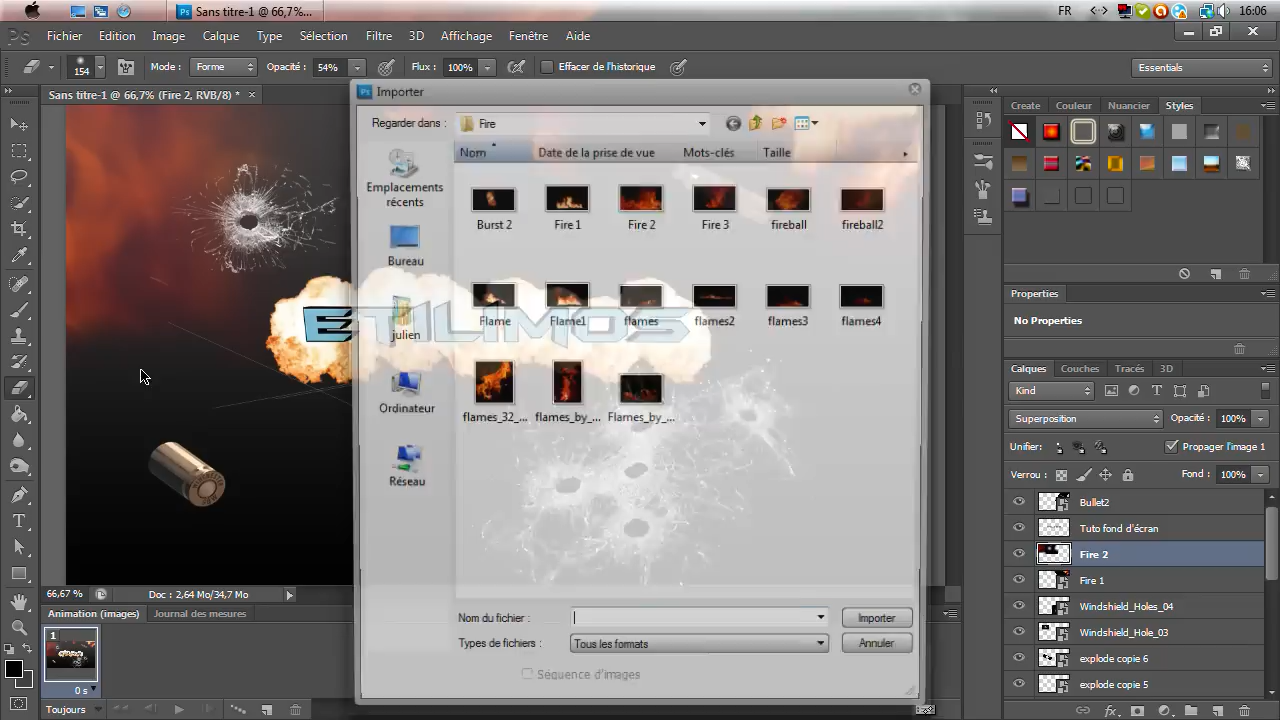 Sans titre-1 @ 66,7%...
FR
16:06
Ps
Fichier
Edition
Image
Calque
Type
Sélection
Filtre
3D
Affichage
Fenêtre
Aide
154
Mode :
Forme
Opacité :
54%
Flux :
100%
Effacer de l'historique
Essentials
Sans titre-1 @ 66,7% (Fire 2, RVB/8) *
Importer
Regarder dans :
Fire
Nom
Date de la prise de vue
Mots-clés
Taille
Emplacements
récents
Bureau
julien
Ordinateur
Réseau
Burst 2
Fire 1
Fire 2
Fire 3
fireball
fireball2
Flame
Flame1
flames
flames2
flames3
flames4
flames_32_...
flames_by_...
Flames_by_...
ETILIMOS
Nom du fichier :
Importer
Types de fichiers :
Tous les formats
Annuler
Séquence d'images
Create
Couleur
Nuancier
Styles
Properties
No Properties
Calques
Couches
Tracés
3D
Kind
Superposition
Opacité :
100%
Unifier:
Propager l'image 1
Verrou :
Fond :
100%
Bullet2
Tuto fond d'écran
Fire 2
Fire 1
Windshield_Holes_04
Windshield_Hole_03
explode copie 6
explode copie 5
66,67 %
Doc : 2,64 Mo/34,7 Mo
Animation (images)
Journal des mesures
1
0 s
Toujours